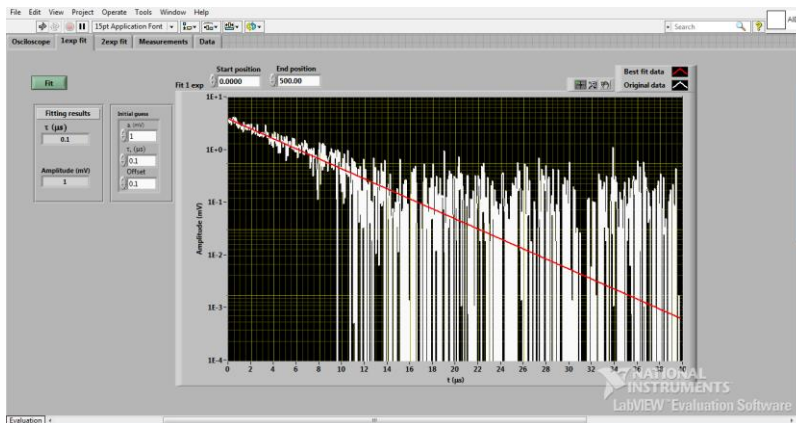 File Edit View Project Operate Tools Window Help
15pt Application Font
Search
Osciloscope 1exp fit 2exp fit Measurements Data
Fit
Fit 1 exp
Start position
0.0000
End position
500.00
Best fit data
Original data
Fitting results
τ (µs)
0.1
Amplitude (mV)
1
Initial guess
1
0.1
Offset
0.1
Amplitude (mV)
1E+1
1E+0
1E-1
1E-2
1E-3
1E-4
0 2 4 6 8 10 12 14 16 18 20 22 24 26 28 30 32 34 36 38 40
t (µs)
NATIONAL
INSTRUMENTS
LabVIEW™ Evaluation Software
Evaluation